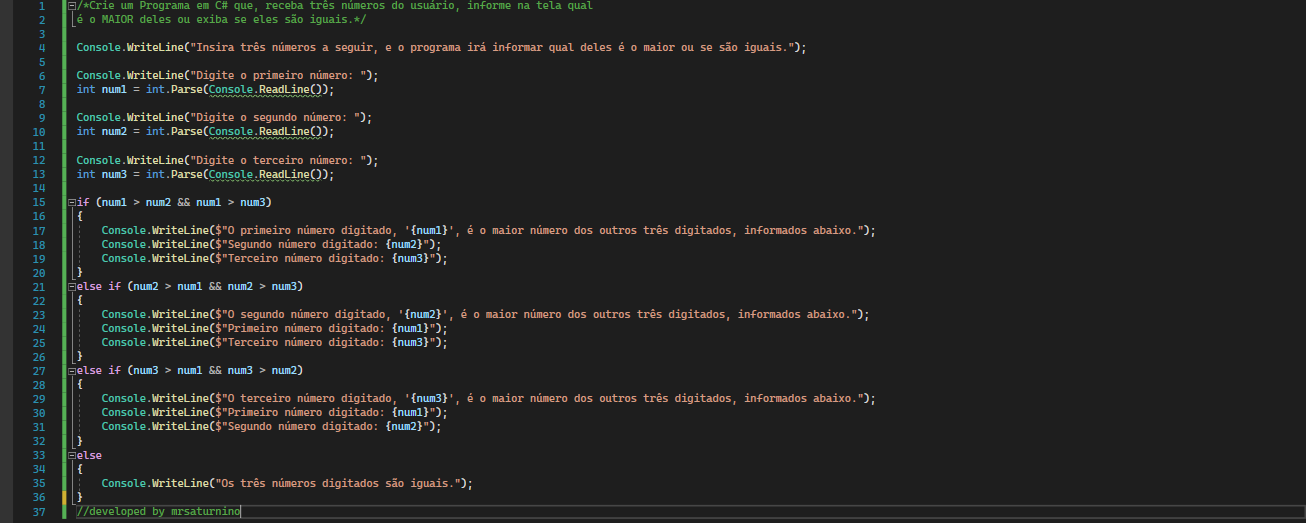 1 /*Crie um Programa em C# que, receba três números do usuário, informe na tela qual
2 é o MAIOR deles ou exiba se eles são iguais.*/
3
4 Console.WriteLine("Insira três números a seguir, e o programa irá informar qual deles é o maior ou se são iguais.");
5
6 Console.WriteLine("Digite o primeiro número: ");
7 int num1 = int.Parse(Console.ReadLine());
8
9 Console.WriteLine("Digite o segundo número: ");
10 int num2 = int.Parse(Console.ReadLine());
11
12 Console.WriteLine("Digite o terceiro número: ");
13 int num3 = int.Parse(Console.ReadLine());
14
15 if (num1 > num2 && num1 > num3)
16 {
17 Console.WriteLine($"O primeiro número digitado, '{num1}', é o maior número dos outros três digitados, informados abaixo.");
18 Console.WriteLine($"Segundo número digitado: {num2}");
19 Console.WriteLine($"Terceiro número digitado: {num3}");
20 }
21 else if (num2 > num1 && num2 > num3)
22 {
23 Console.WriteLine($"O segundo número digitado, '{num2}', é o maior número dos outros três digitados, informados abaixo.");
24 Console.WriteLine($"Primeiro número digitado: {num1}");
25 Console.WriteLine($"Terceiro número digitado: {num3}");
26 }
27 else if (num3 > num1 && num3 > num2)
28 {
29 Console.WriteLine($"O terceiro número digitado, '{num3}', é o maior número dos outros três digitados, informados abaixo.");
30 Console.WriteLine($"Primeiro número digitado: {num1}");
31 Console.WriteLine($"Segundo número digitado: {num2}");
32 }
33 else
34 {
35 Console.WriteLine("Os três números digitados são iguais.");
36 }
37 //developed by mrsaturnino